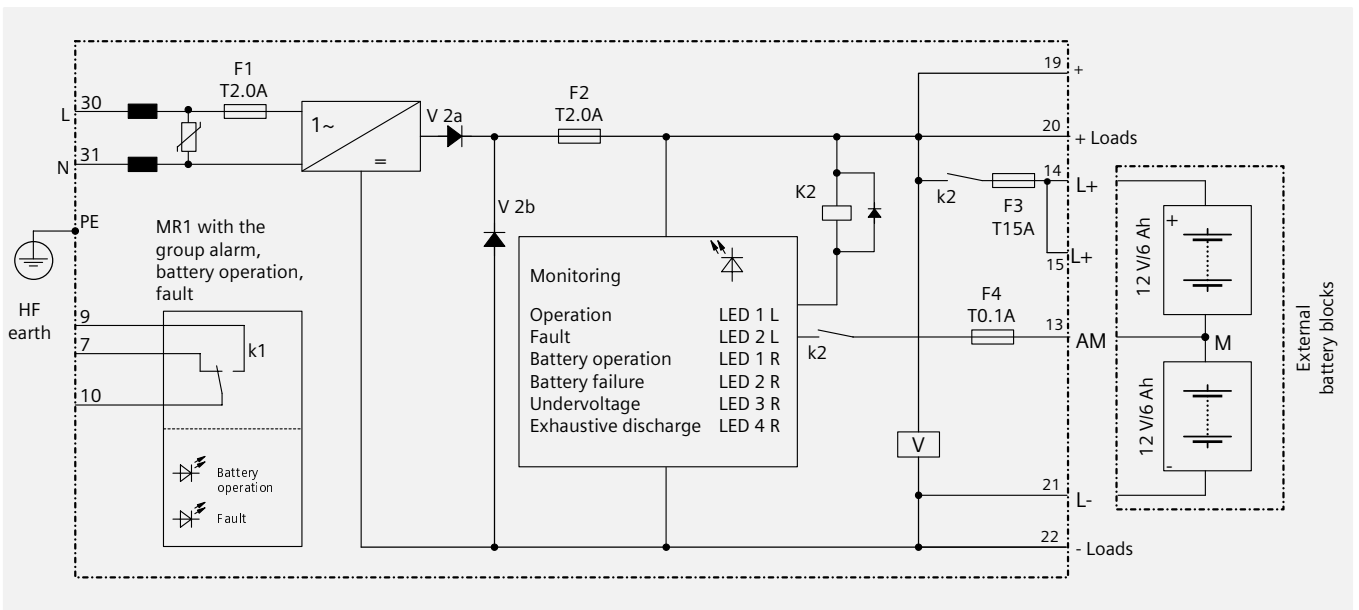 F1
T2.0A
L
30
1~
=
N
31
V 2a
F2
T2.0A
19
+
20
+ Loads
K2
k2
F3
T15A
14
L+
15
L+
V 2b
PE
HF
earth
MR1 with the
group alarm,
battery operation,
fault
9
7
10
k1
Battery
operation
Fault
Monitoring
Operation LED 1 L
Fault LED 2 L
Battery operation LED 1 R
Battery failure LED 2 R
Undervoltage LED 3 R
Exhaustive discharge LED 4 R
k2
F4
T0.1A
13
AM
V
21
L-
22
- Loads
+
12 V/6 Ah
M
12 V/6 Ah
-
External
battery blocks